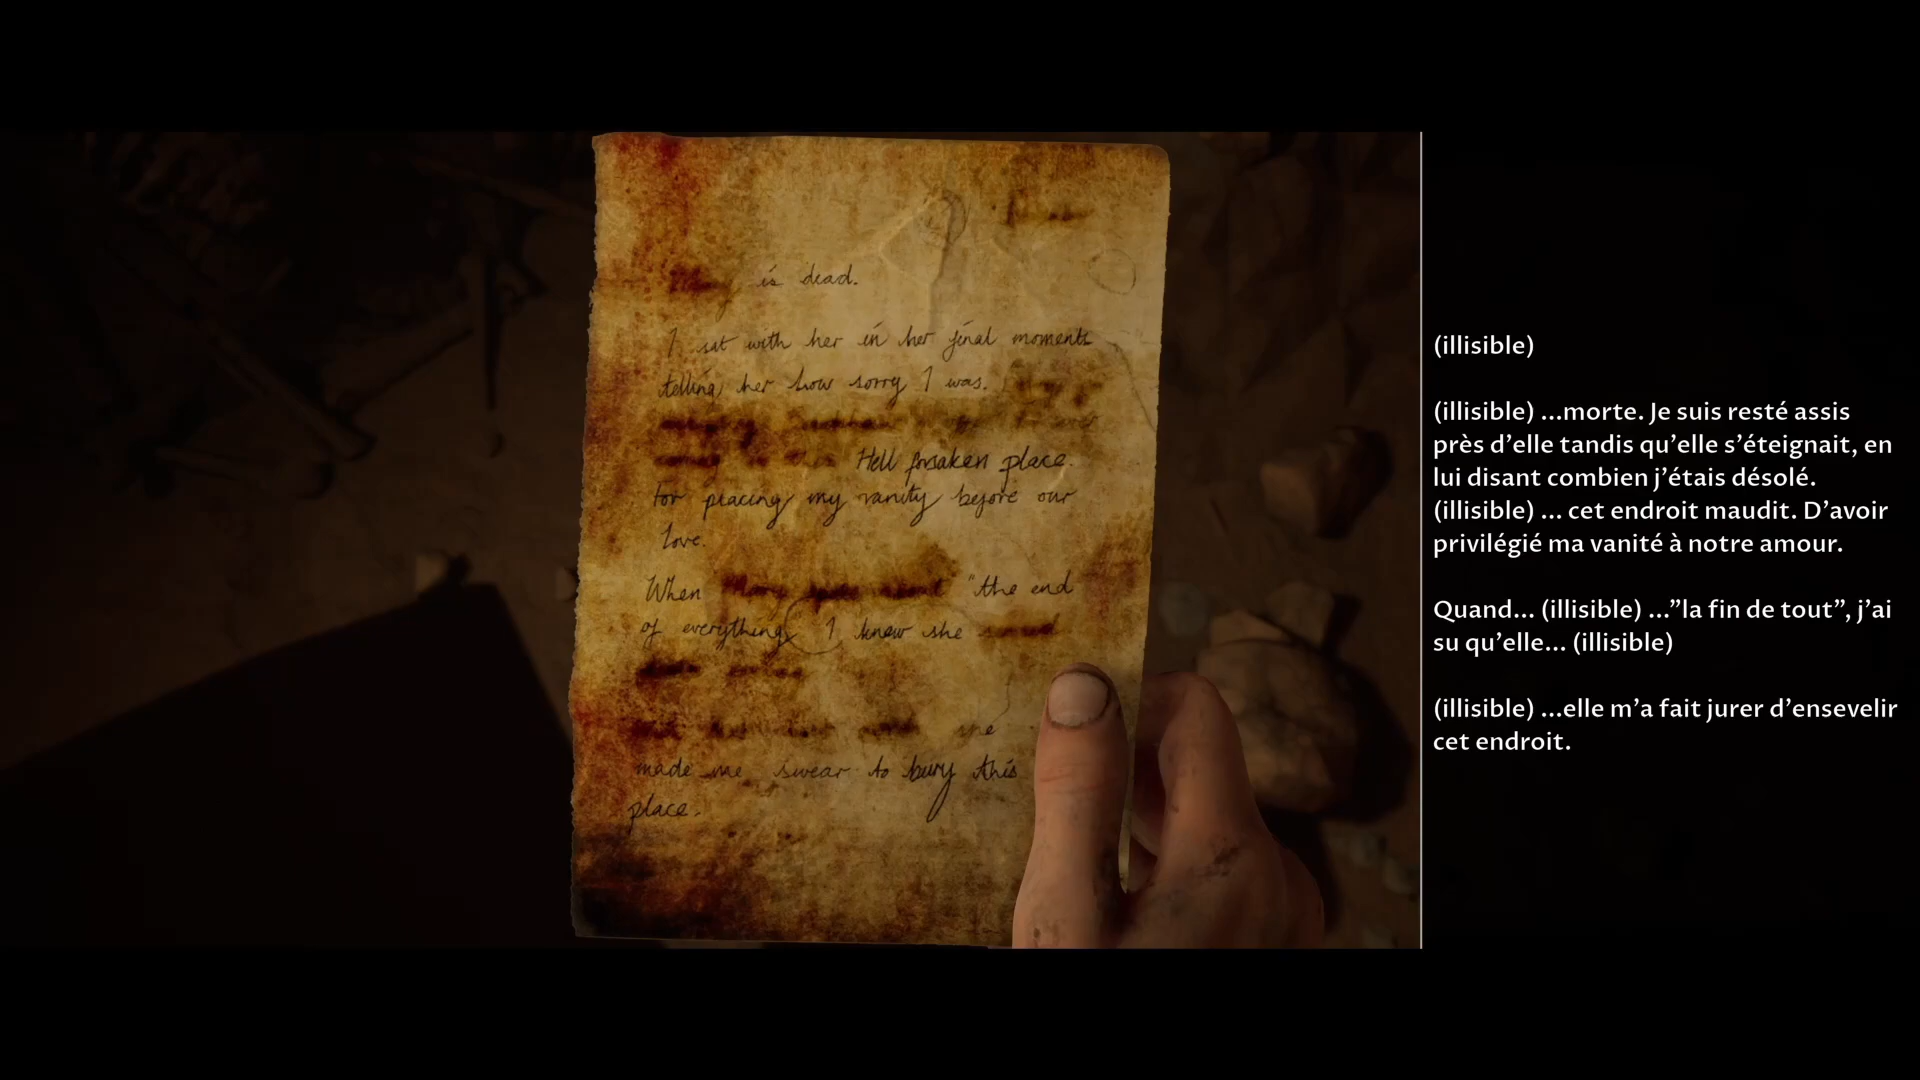 is dead.
I sat with her in her final moments
telling her how sorry I was.
Hell forsaken place.
for placing my vanity before our
love.
When "the end
of everything, I knew she
she
made me swear to bury this
place.
(illisible)
(illisible) ...morte. Je suis resté assis
près d'elle tandis qu'elle s'éteignait, en
lui disant combien j'étais désolé.
(illisible) ... cet endroit maudit. D'avoir
privilégié ma vanité à notre amour.
Quand... (illisible) ..."la fin de tout", j'ai
su qu'elle... (illisible)
(illisible) ...elle m'a fait jurer d'ensevelir
cet endroit.